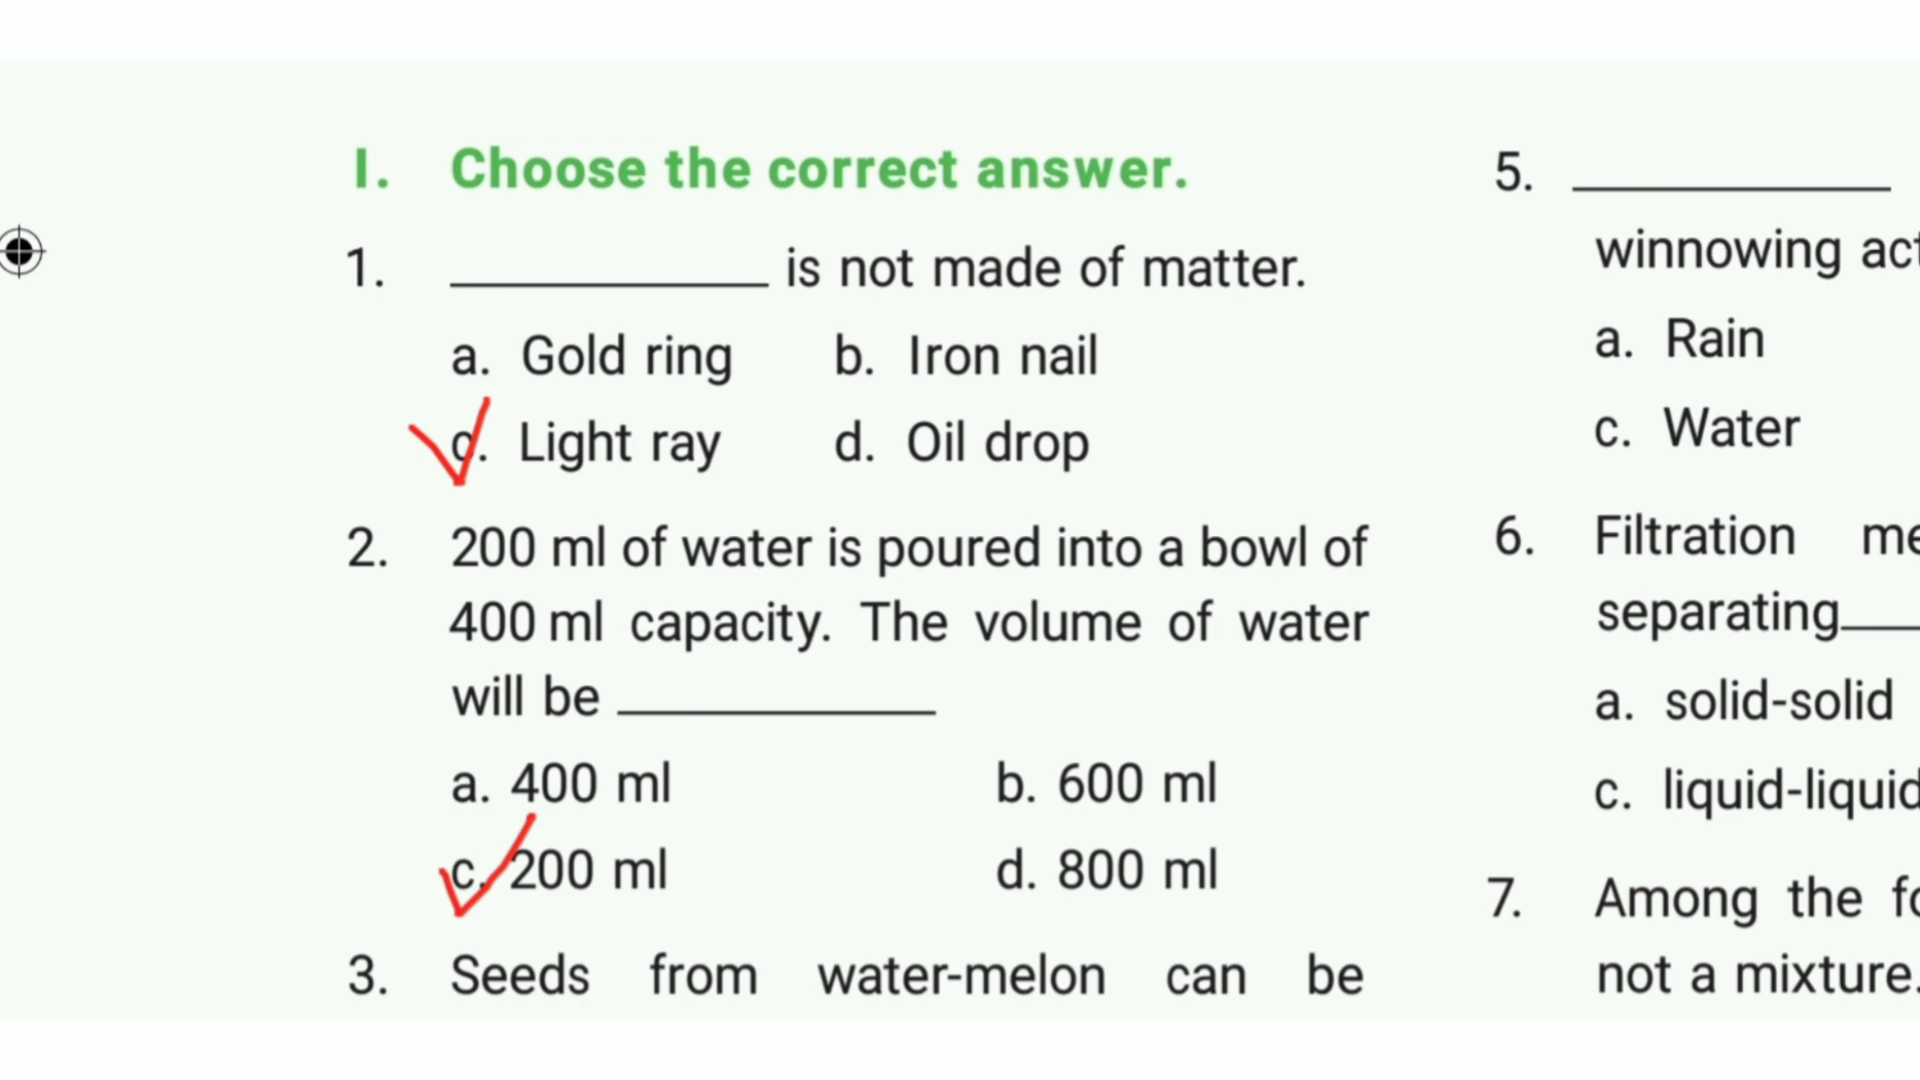 I. Choose the correct answer.
1. ____________ is not made of matter.
a. Gold ring b. Iron nail
c. Light ray d. Oil drop
2. 200 ml of water is poured into a bowl of
400 ml capacity. The volume of water
will be ____________
a. 400 ml b. 600 ml
c. 200 ml d. 800 ml
3. Seeds from water-melon can be
5. ____________
winnowing
a. Rain
c. Water
6. Filtration
separating____
a. solid-solid
c. liquid-liquid
7. Among the
not a mixture.